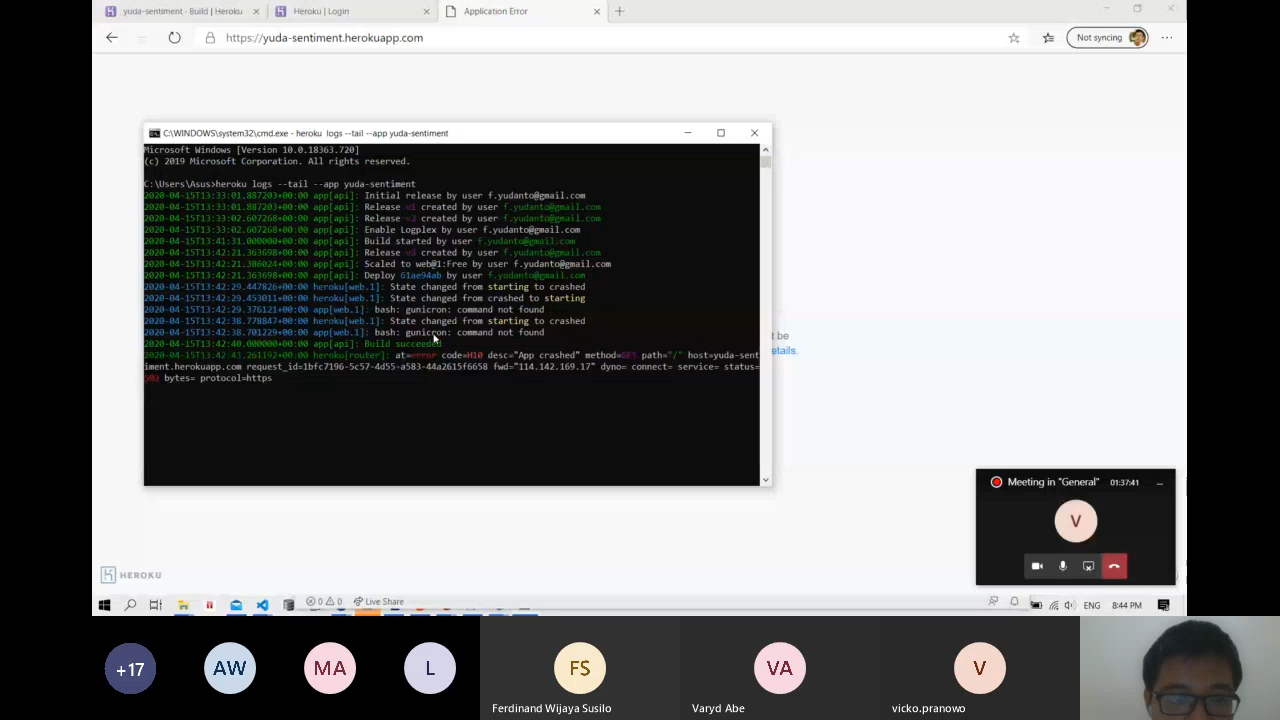 yuda-sentiment - Build | Heroku
Heroku | Login
Application Error
https://yuda-sentiment.herokuapp.com
Not syncing
C:\WINDOWS\system32\cmd.exe - heroku logs --tail --app yuda-sentiment
Microsoft Windows [Version 10.0.18363.720]
(c) 2019 Microsoft Corporation. All rights reserved.
C:\Users\Asus>heroku logs --tail --app yuda-sentiment
2020-04-15T13:33:01.887203+00:00 app[api]: Initial release by user f.yudanto@gmail.com
2020-04-15T13:33:01.887203+00:00 app[api]: Release v1 created by user f.yudanto@gmail.com
2020-04-15T13:33:02.607268+00:00 app[api]: Release v2 created by user f.yudanto@gmail.com
2020-04-15T13:33:02.607268+00:00 app[api]: Enable Logplex by user f.yudanto@gmail.com
2020-04-15T13:41:31.000000+00:00 app[api]: Build started by user f.yudanto@gmail.com
2020-04-15T13:42:21.363698+00:00 app[api]: Release v3 created by user f.yudanto@gmail.com
2020-04-15T13:42:21.386024+00:00 app[api]: Scaled to web@1:Free by user f.yudanto@gmail.com
2020-04-15T13:42:21.363698+00:00 app[api]: Deploy 61ae94ab by user f.yudanto@gmail.com
2020-04-15T13:42:29.447826+00:00 heroku[web.1]: State changed from starting to crashed
2020-04-15T13:42:29.453011+00:00 heroku[web.1]: State changed from crashed to starting
2020-04-15T13:42:29.376121+00:00 app[web.1]: bash: gunicron: command not found
2020-04-15T13:42:38.778847+00:00 heroku[web.1]: State changed from starting to crashed
2020-04-15T13:42:38.701229+00:00 app[web.1]: bash: gunicron: command not found
2020-04-15T13:42:40.000000+00:00 app[api]: Build succeeded
2020-04-15T13:42:43.261192+00:00 heroku[router]: at=error code=H10 desc="App crashed" method=GET path="/" host=yuda-sent
iment.herokuapp.com request_id=1bfc7196-5c57-4d55-a583-44a2615f6658 fwd="114.142.169.17" dyno= connect= service= status=
503 bytes= protocol=https
t be
etails.
Meeting in "General"
01:37:41
V
HEROKU
0 0
Live Share
ENG
8:44 PM
+17
AW
MA
L
FS
VA
V
Ferdinand Wijaya Susilo
Varyd Abe
vicko.pranowo